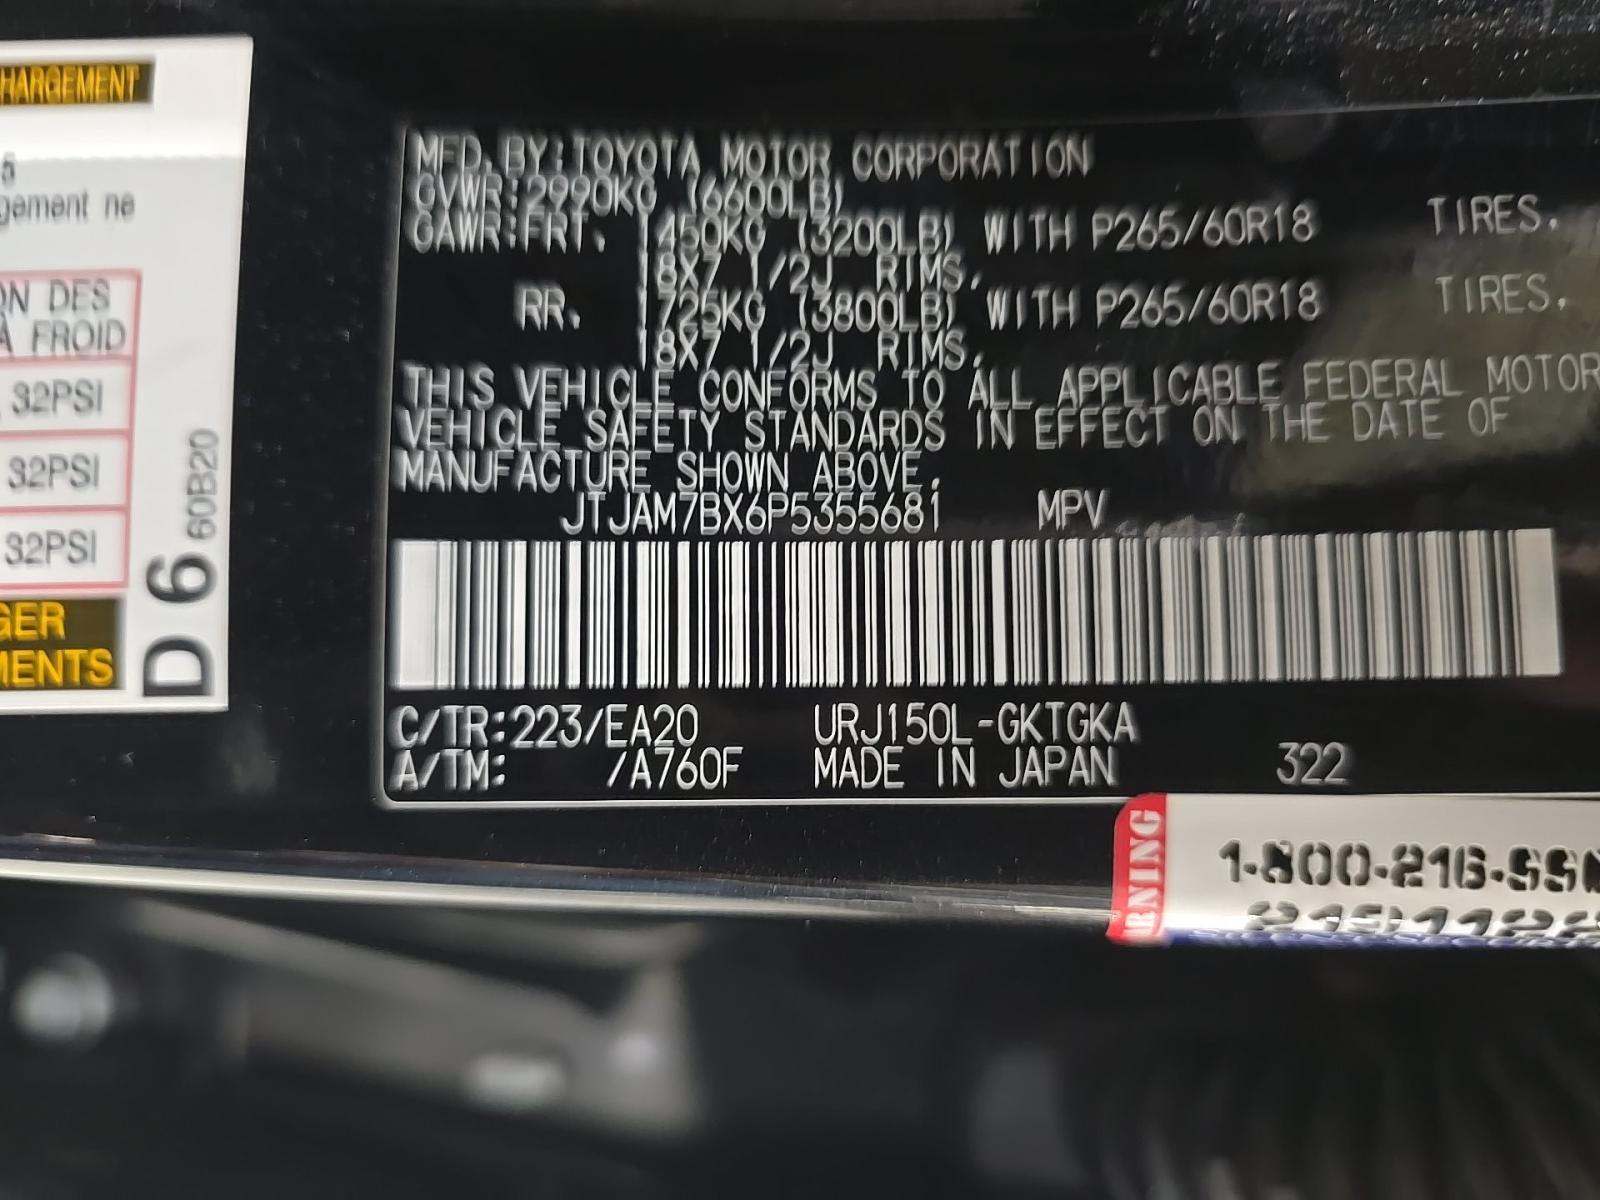 HARGEMENT
5
gement ne
ON DES
A FROID
32PSI
32PSI
32PSI
GER
MENTS
D 6 60B20
MFD. BY: TOYOTA MOTOR CORPORATION
GVWR: 2990KG (6600LB)
GAWR: FRT. 1450KG (3200LB) WITH P265/60R18 TIRES,
18X7 1/2J RIMS,
RR. 1725KG (3800LB) WITH P265/60R18 TIRES,
18X7 1/2J RIMS.
THIS VEHICLE CONFORMS TO ALL APPLICABLE FEDERAL MOTOR
VEHICLE SAFETY STANDARDS IN EFFECT ON THE DATE OF
MANUFACTURE SHOWN ABOVE.
JTJAM7BX6P5355681 MPV
C/TR:223/EA20 URJ150L-GKTGKA
A/TM: /A760F MADE IN JAPAN 322
RNING
1-800-216-